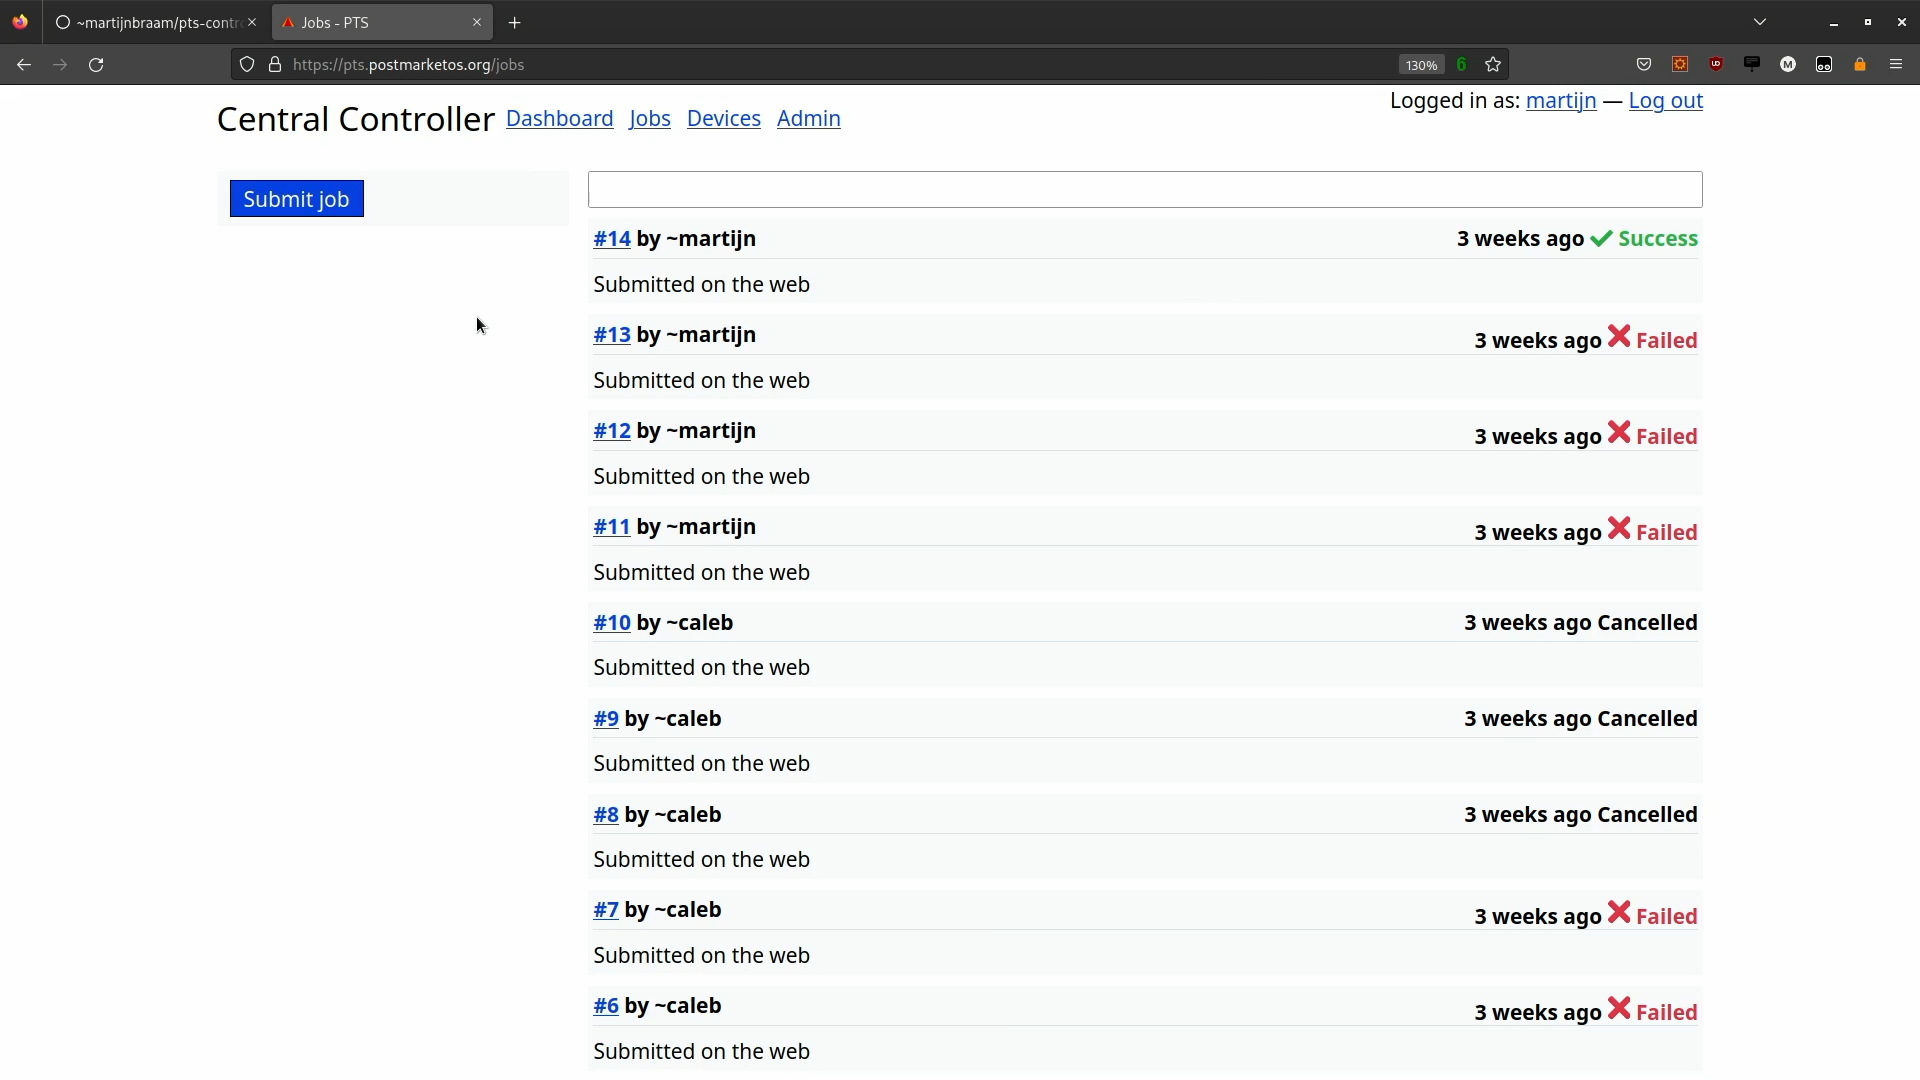 ~martijnbraam/pts-contr
Jobs - PTS
https://pts.postmarketos.org/jobs
130%
6
Central Controller Dashboard Jobs Devices Admin
Logged in as: martijn — Log out
Submit job
#14 by ~martijn 3 weeks ago Success
Submitted on the web
#13 by ~martijn 3 weeks ago Failed
Submitted on the web
#12 by ~martijn 3 weeks ago Failed
Submitted on the web
#11 by ~martijn 3 weeks ago Failed
Submitted on the web
#10 by ~caleb 3 weeks ago Cancelled
Submitted on the web
#9 by ~caleb 3 weeks ago Cancelled
Submitted on the web
#8 by ~caleb 3 weeks ago Cancelled
Submitted on the web
#7 by ~caleb 3 weeks ago Failed
Submitted on the web
#6 by ~caleb 3 weeks ago Failed
Submitted on the web